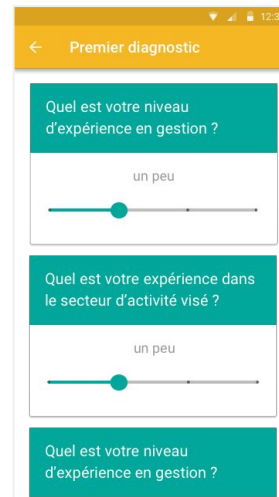 12:3
Premier diagnostic
Quel est votre niveau
d'expérience en gestion ?
un peu
Quel est votre expérience dans
le secteur d'activité visé ?
un peu
Quel est votre niveau
d'expérience en gestion ?